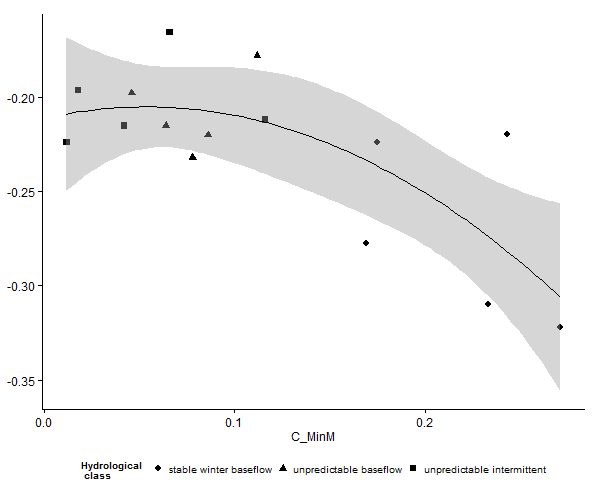 -0.20
-0.25
-0.30
-0.35
0.0 0.1 0.2
C_MinM
Hydrological
class
stable winter baseflow unpredictable baseflow unpredictable intermittent